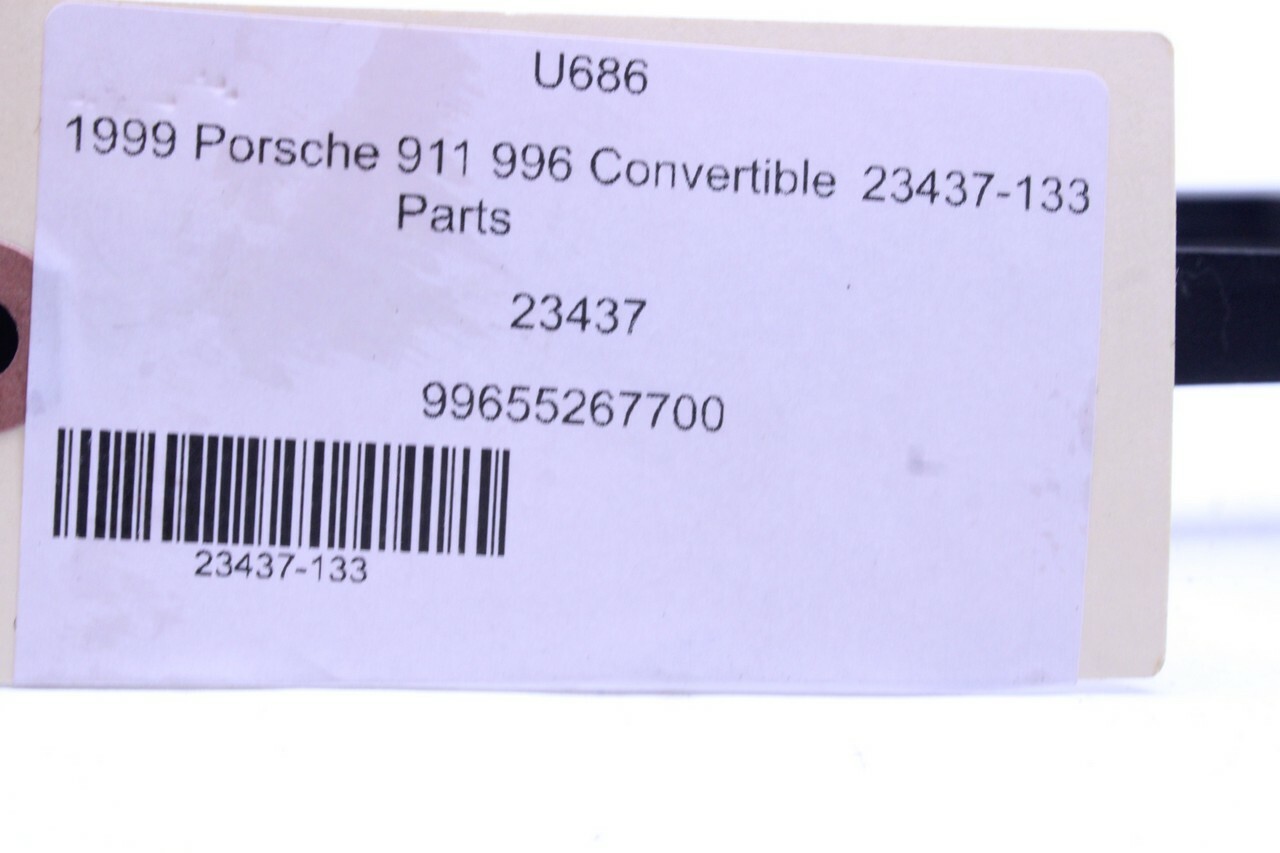 U686
1999 Porsche 911 996 Convertible 23437-133
Parts
23437
99655267700
23437-133